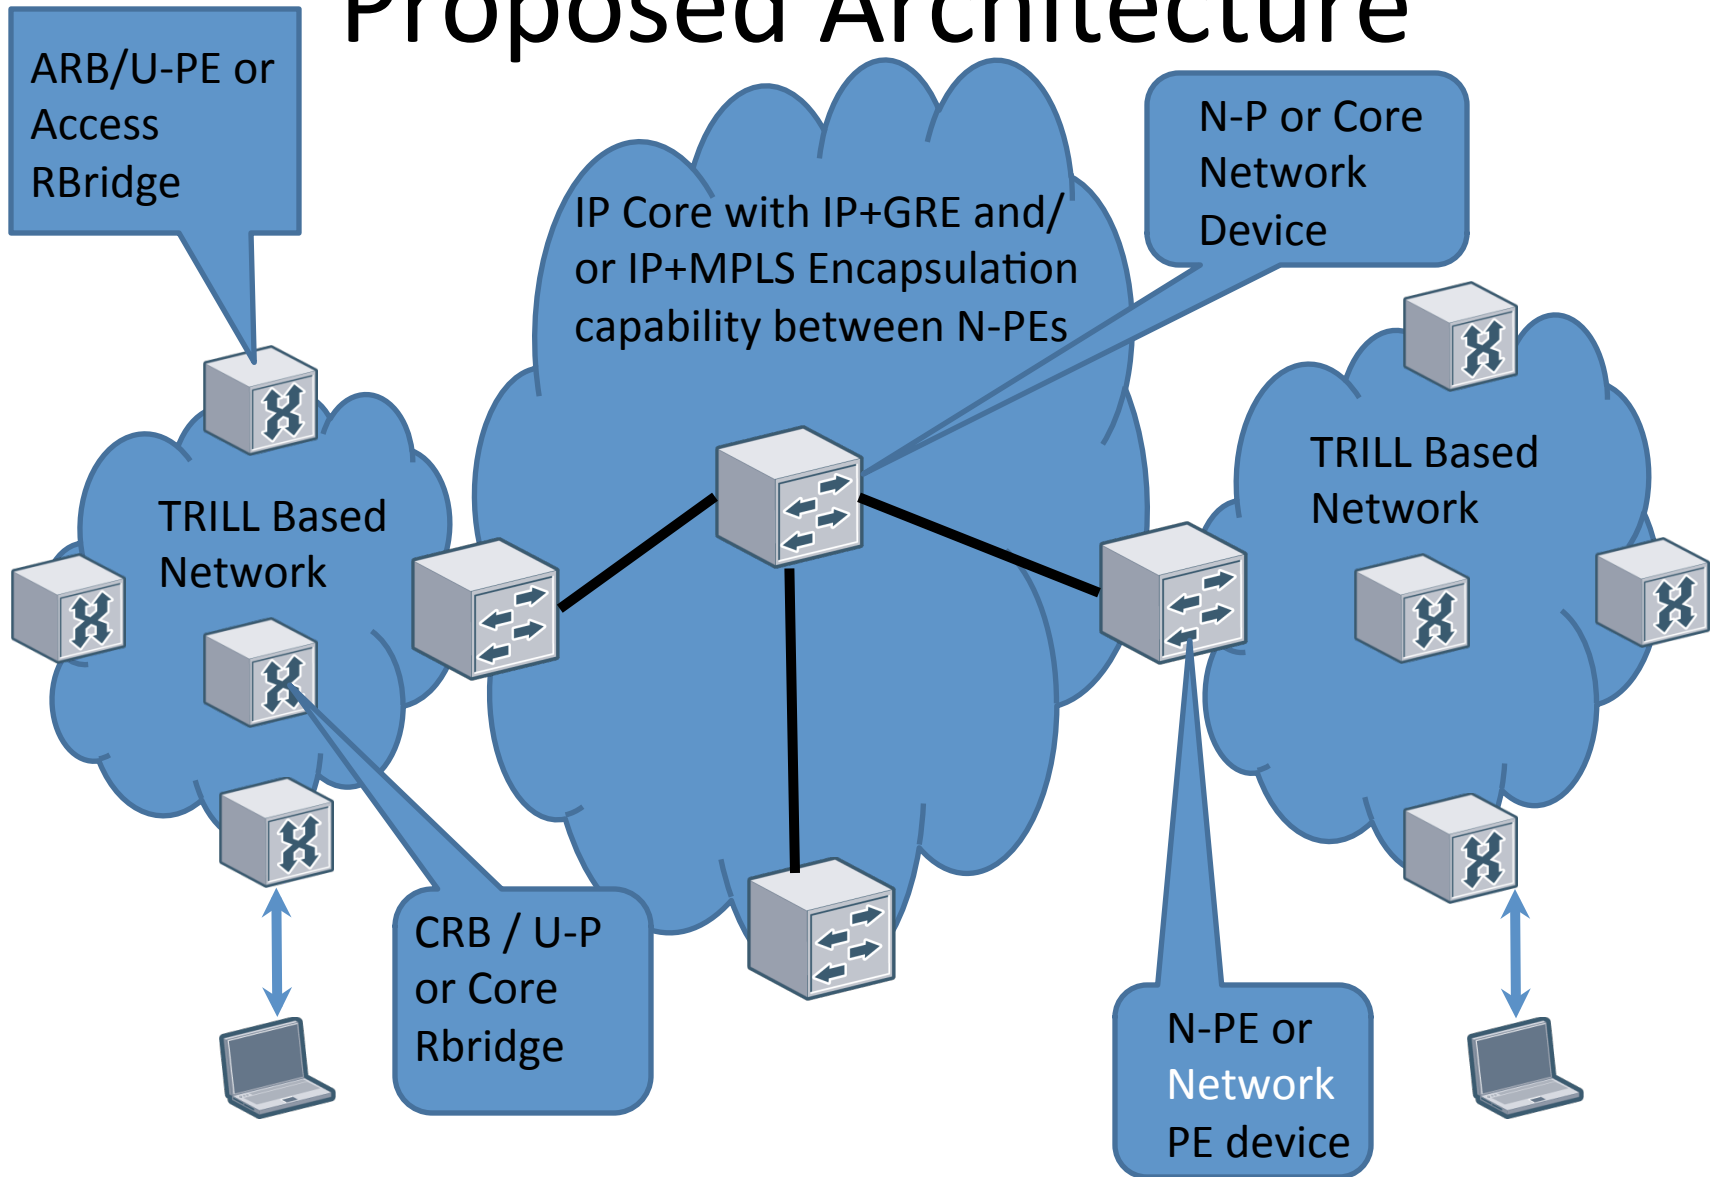 Proposed Architecture
ARB/U-PE or
Access
RBridge
IP Core with IP+GRE and/
or IP+MPLS Encapsulation
capability between N-PEs
N-P or Core
Network
Device
TRILL Based
Network
TRILL Based
Network
CRB / U-P
or Core
Rbridge
N-PE or
Network
PE device